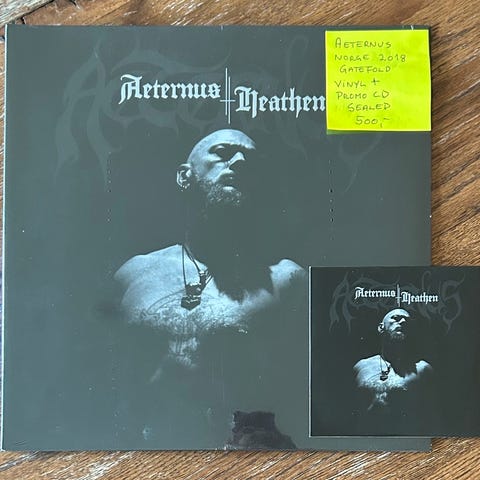 Aeternus Heathen
AETERNUS
NORGE 2018
GATEFOLD
VINYL +
PROMO CD
SEALED
500,-
Aeternus Heathen